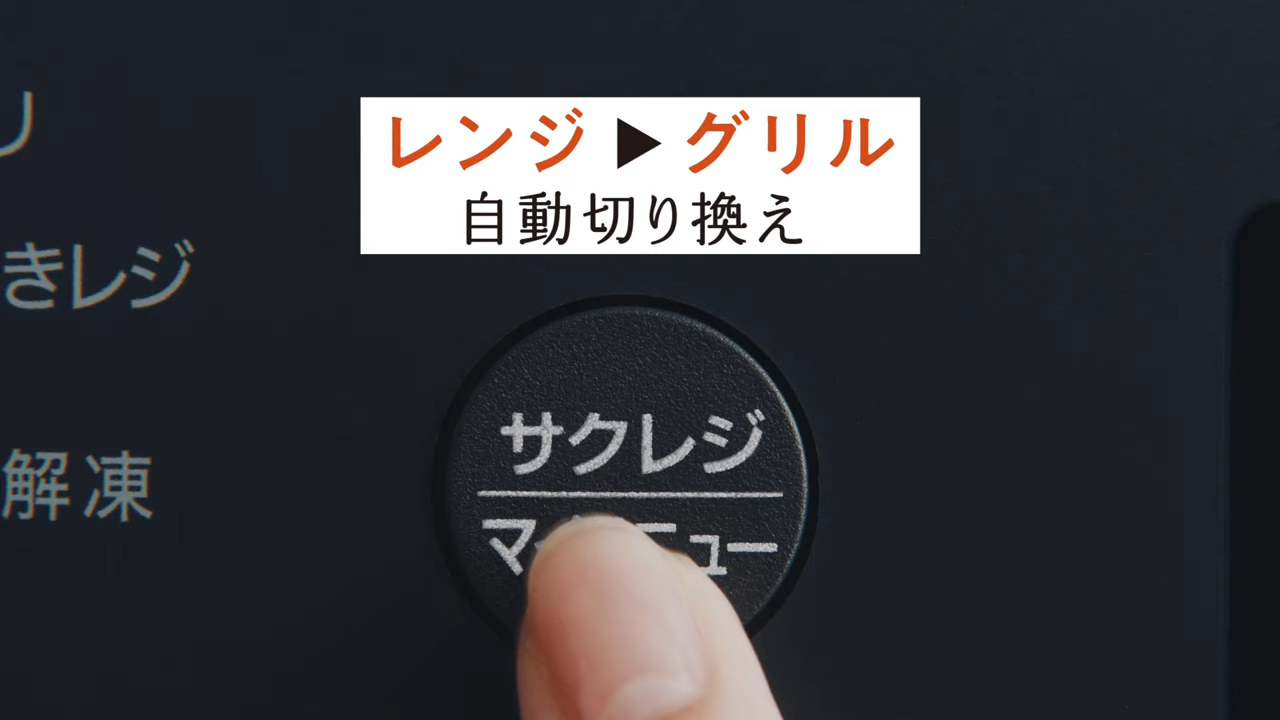 レンジ▶グリル
自動切り換え
リ
きレジ
解凍
サクレジ